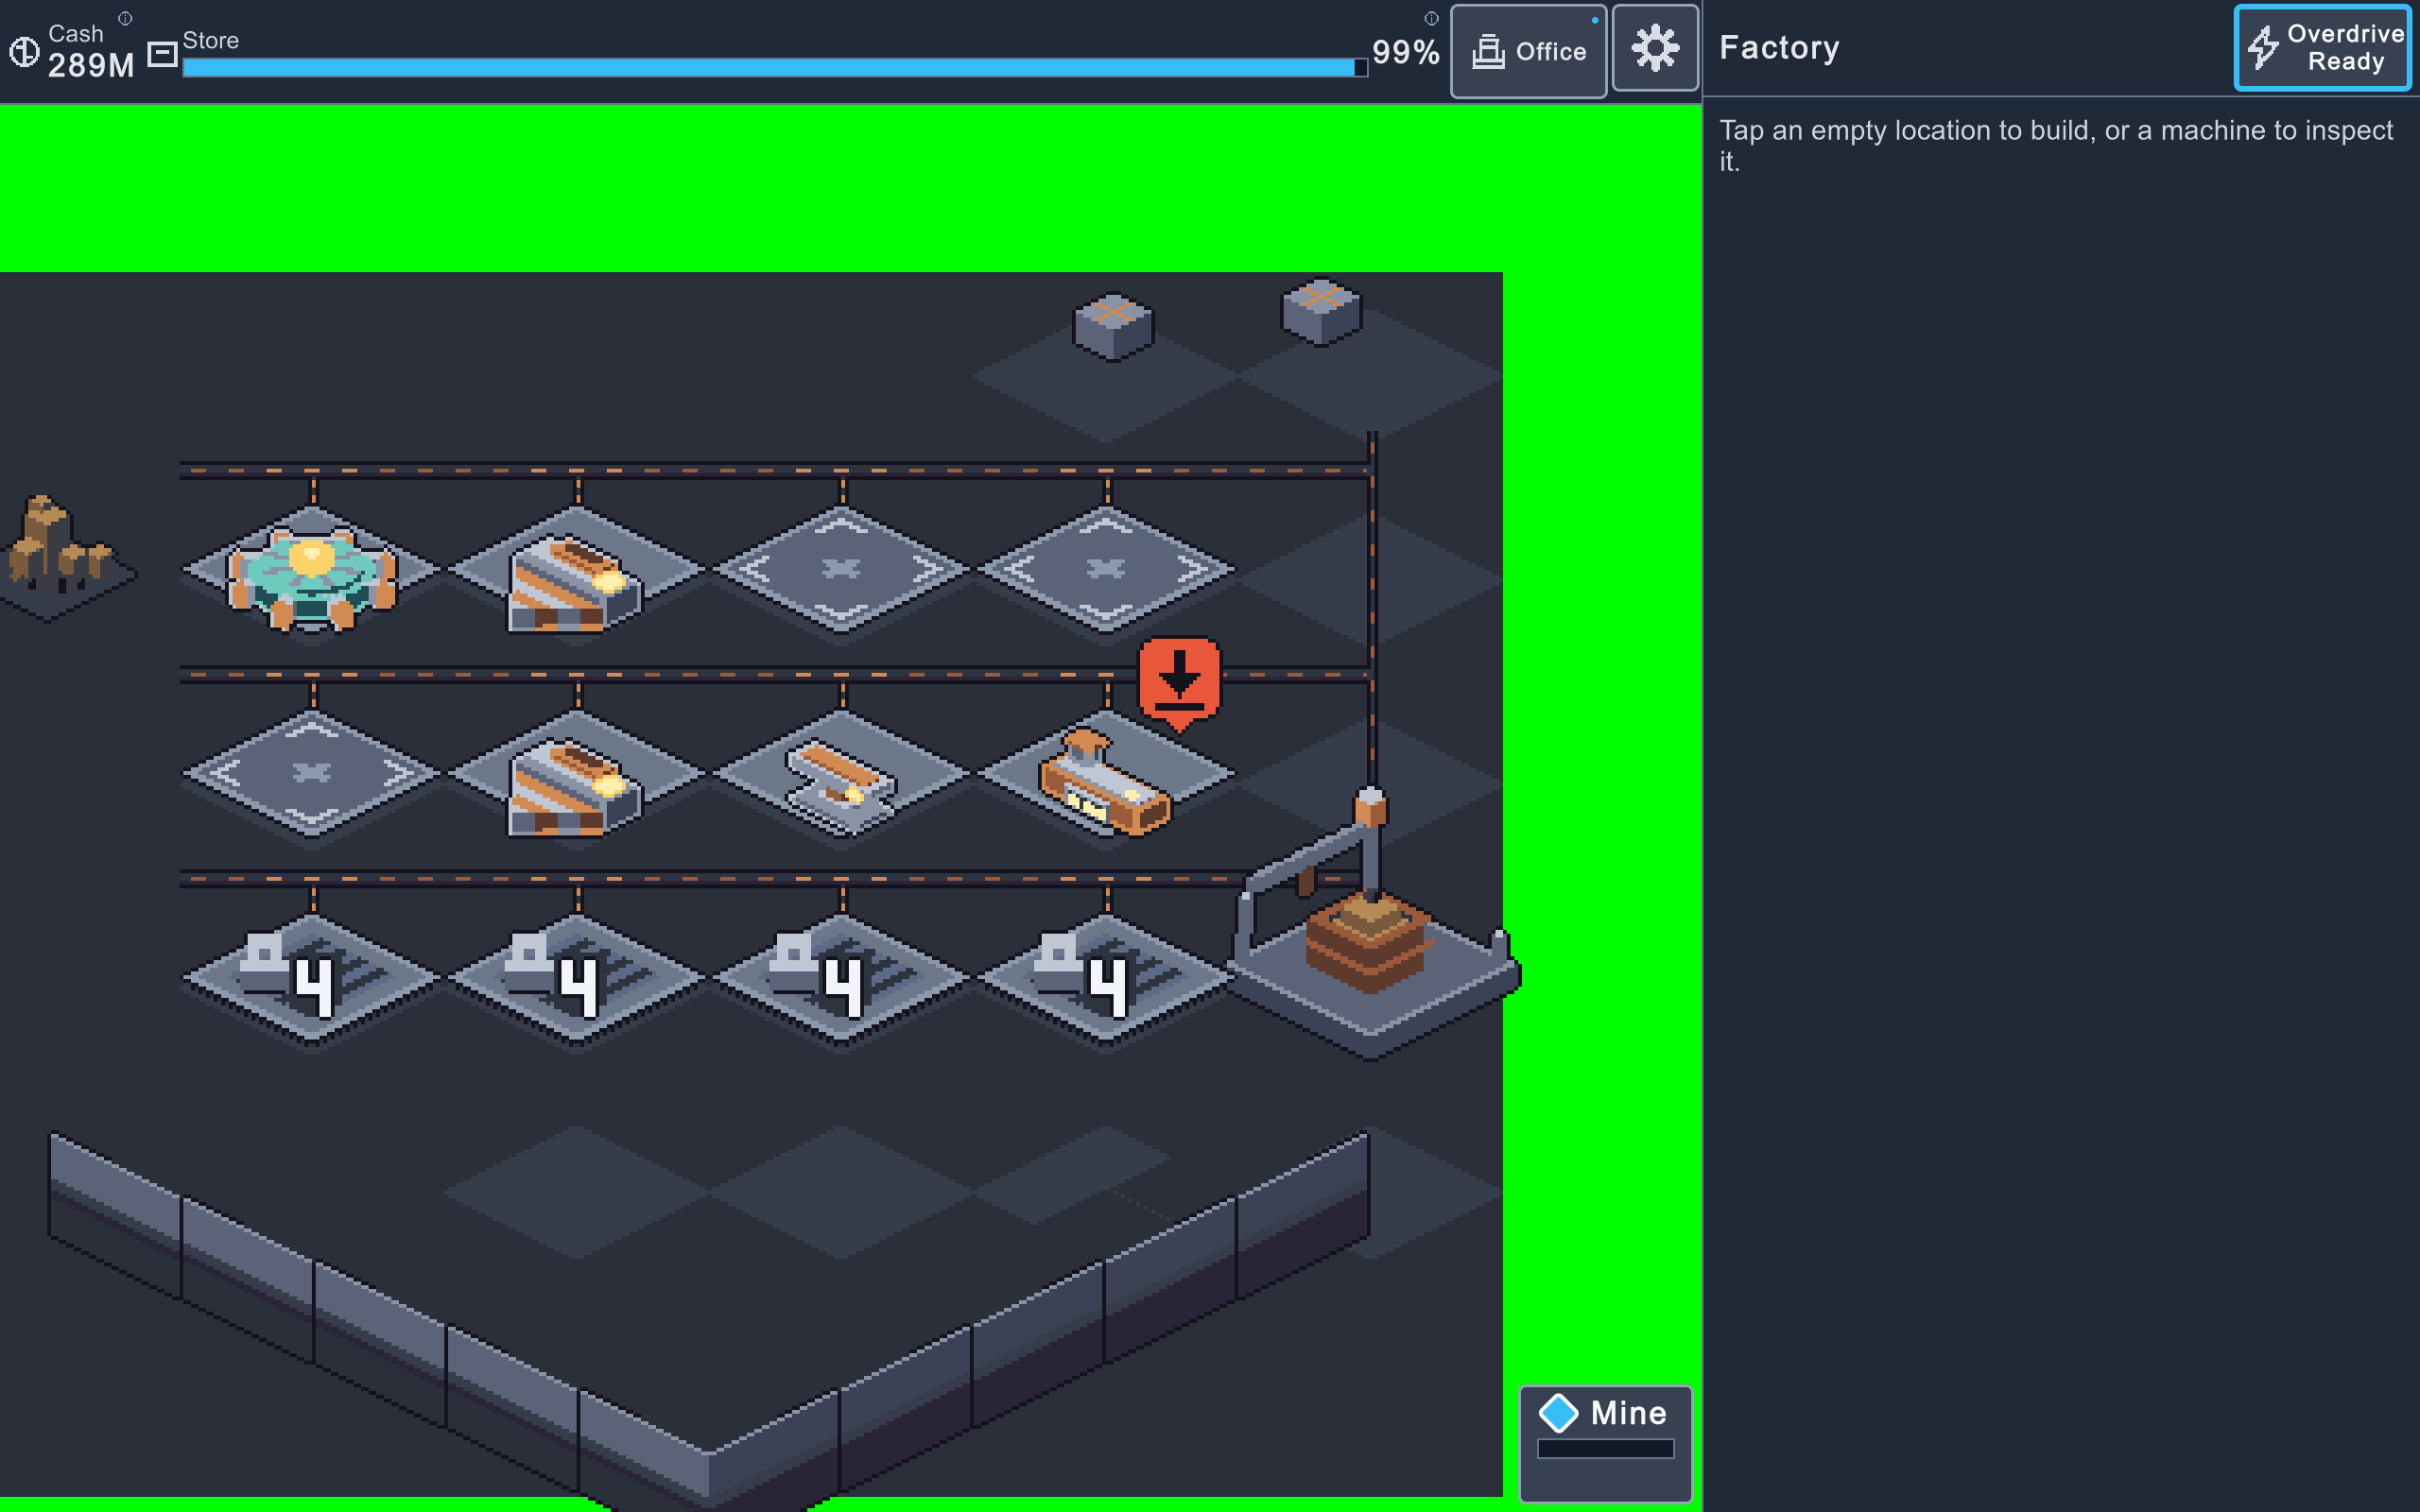 Cash
289M
Store
99%
Office
Factory
Overdrive
Ready
Tap an empty location to build, or a machine to inspect
it.
4
4
4
4
Mine